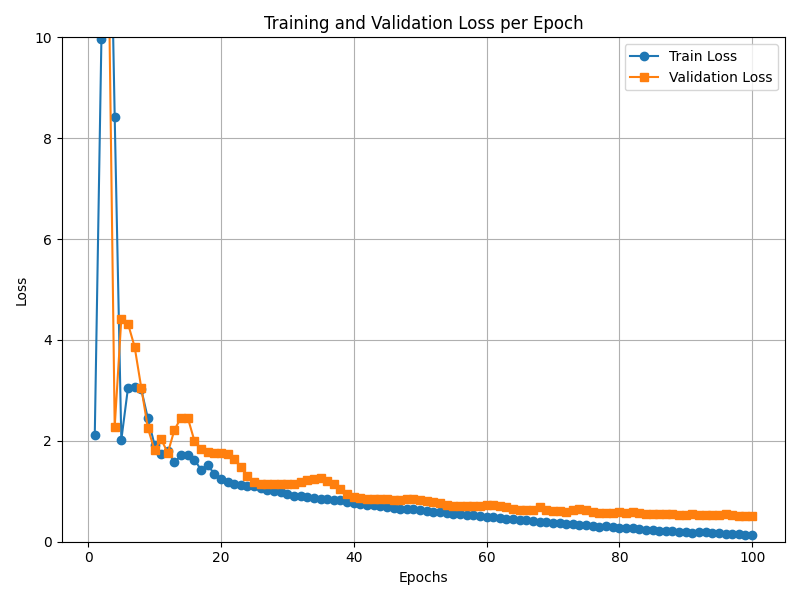 Training and Validation Loss per Epoch
Train Loss
Validation Loss
Loss
10
8
6
4
2
0
0 20 40 60 80 100
Epochs